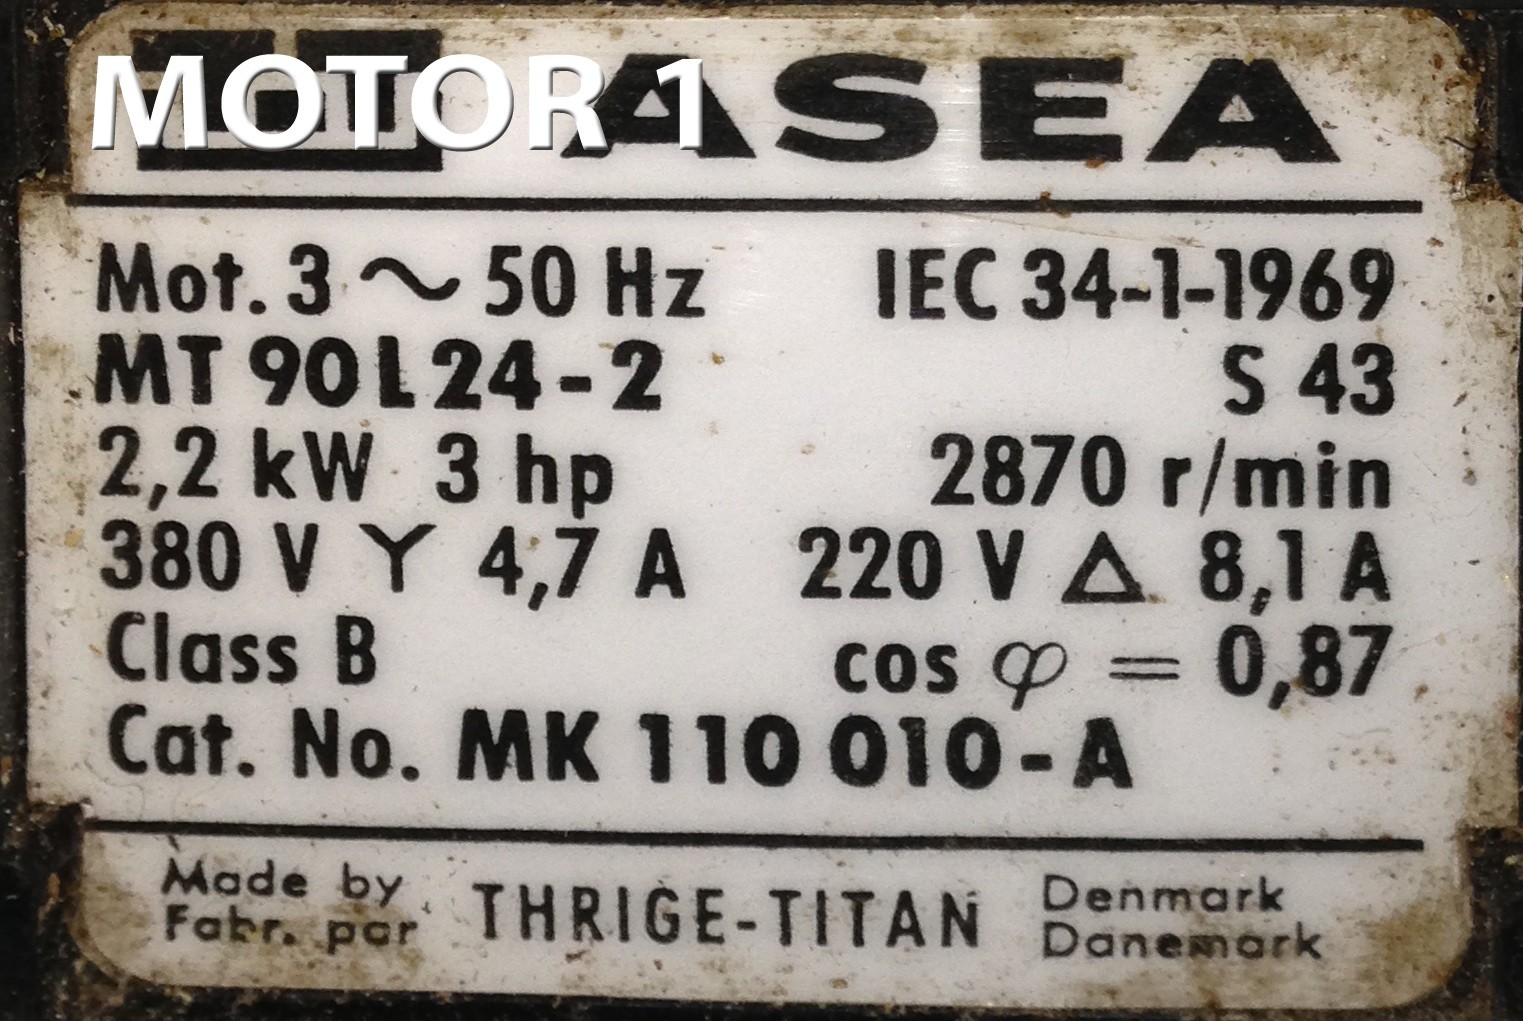 MOTOR 1
ASEA
Mot. 3 ~ 50 Hz IEC 34-1-1969
MT 90 L 24-2 S 43
2,2 kW 3 hp 2870 r/min
380 V Y 4,7 A 220 V Δ 8,1 A
Class B cos φ = 0,87
Cat. No. MK 110 010-A
Made by THRIGE-TITAN Denmark
Fabr. par Danemark